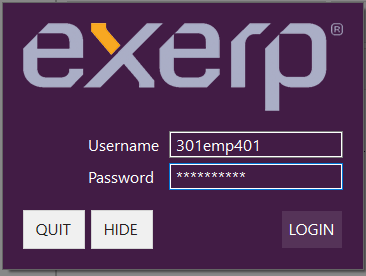 exerp®
Username 301emp401
Password **********
QUIT HIDE LOGIN